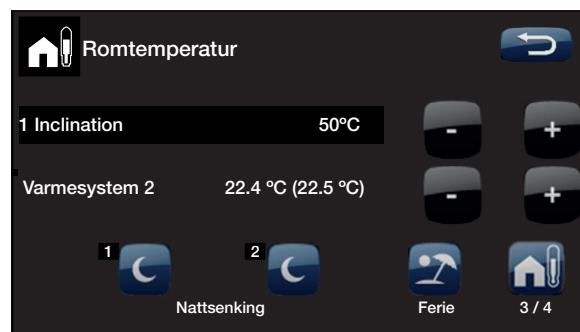 Romtemperatur
1 Inclination 50ºC
- +
Varmesystem 2 22.4 ºC (22.5 ºC)
- +
1 2
Nattsenking Ferie 3 / 4